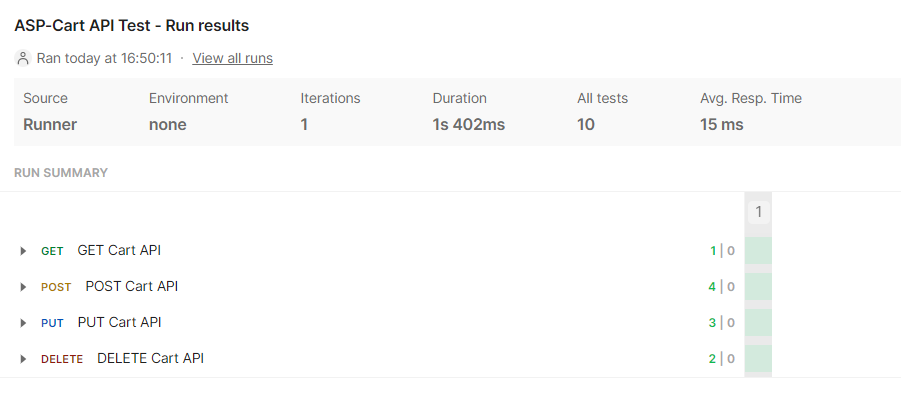 ASP-Cart API Test - Run results
Ran today at 16:50:11 · View all runs
Source Environment Iterations Duration All tests Avg. Resp. Time
Runner none 1 1s 402ms 10 15 ms
RUN SUMMARY
1
GET GET Cart API 1 | 0
POST POST Cart API 4 | 0
PUT PUT Cart API 3 | 0
DELETE DELETE Cart API 2 | 0